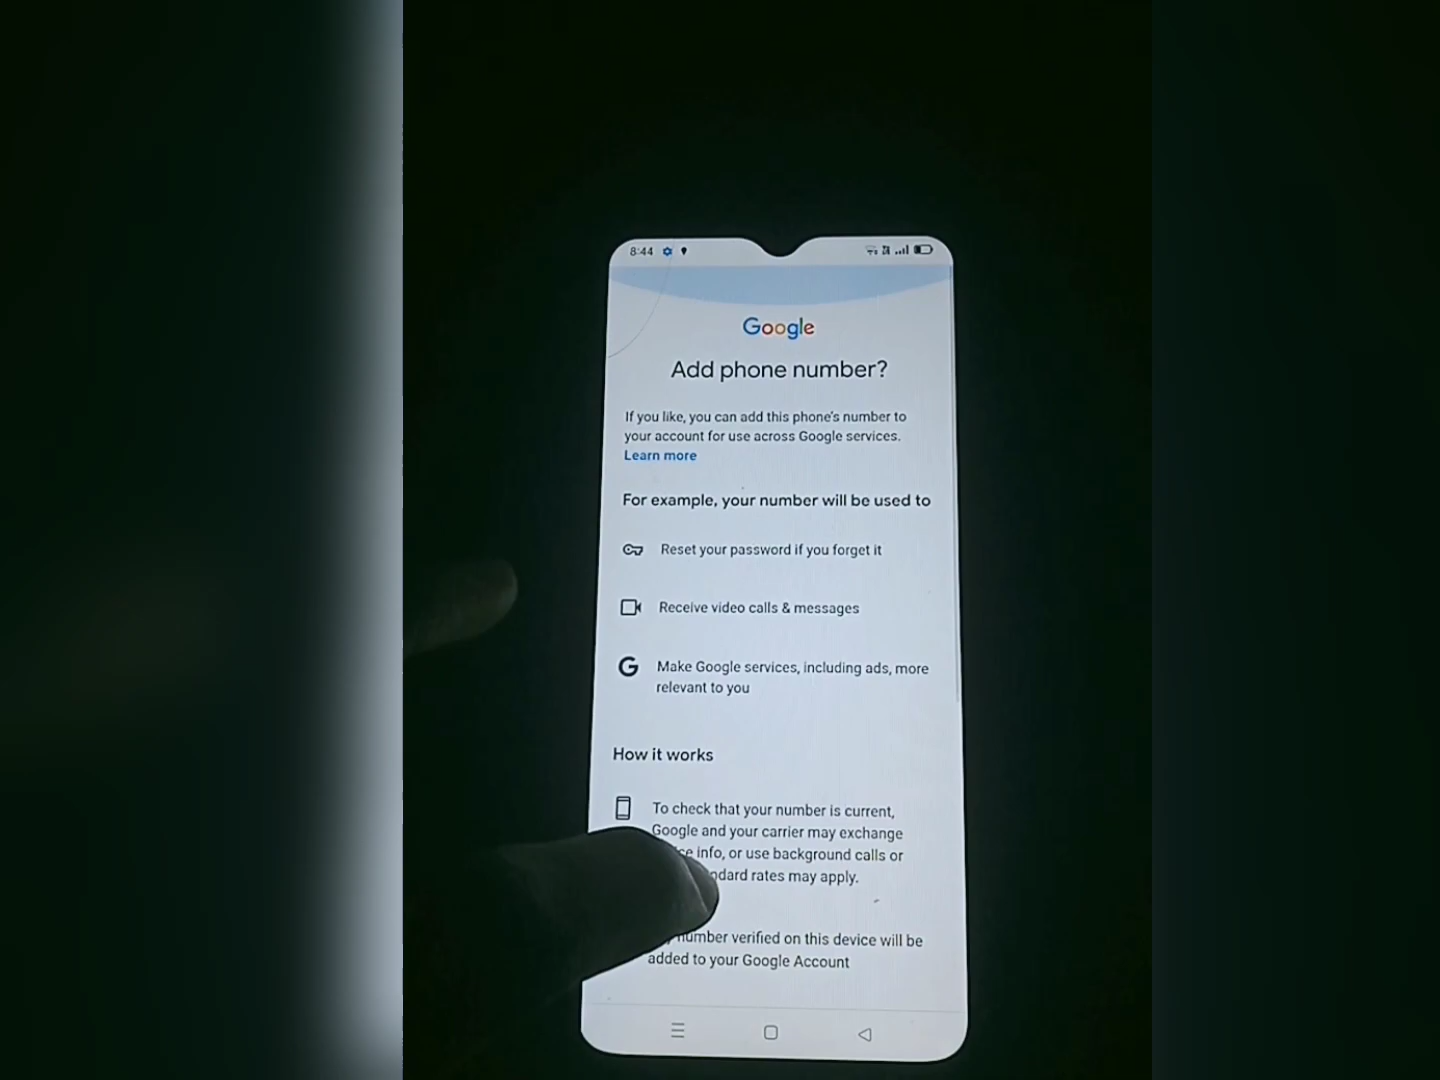 8:44
Google
Add phone number?
If you like, you can add this phone's number to
your account for use across Google services.
Learn more
For example, your number will be used to
Reset your password if you forget it
Receive video calls & messages
G Make Google services, including ads, more
relevant to you
How it works
To check that your number is current,
Google and your carrier may exchange
info, or use background calls or
rates may apply.
number verified on this device will be
added to your Google Account